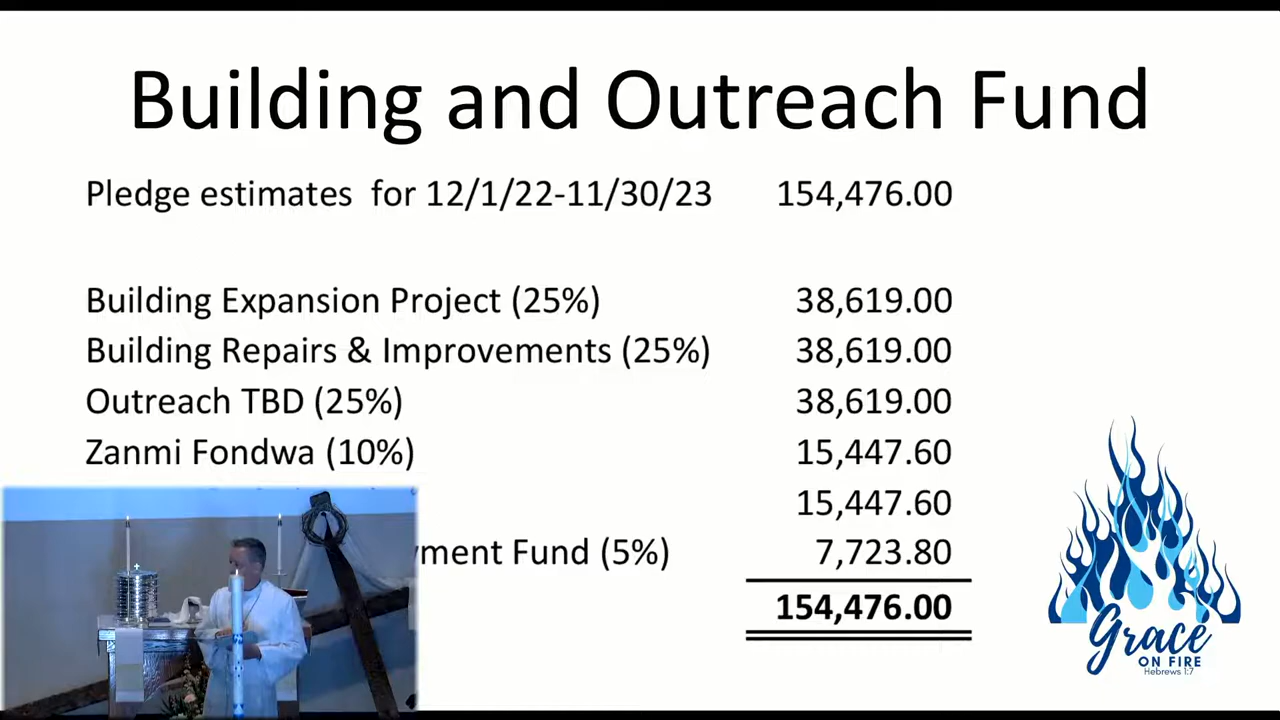 Building and Outreach Fund
Pledge estimates for 12/1/22-11/30/23 154,476.00
Building Expansion Project (25%) 38,619.00
Building Repairs & Improvements (25%) 38,619.00
Outreach TBD (25%) 38,619.00
Zanmi Fondwa (10%) 15,447.60
15,447.60
Fund (5%) 7,723.80
154,476.00
Grace
ON FIRE
Hebrews 1:7